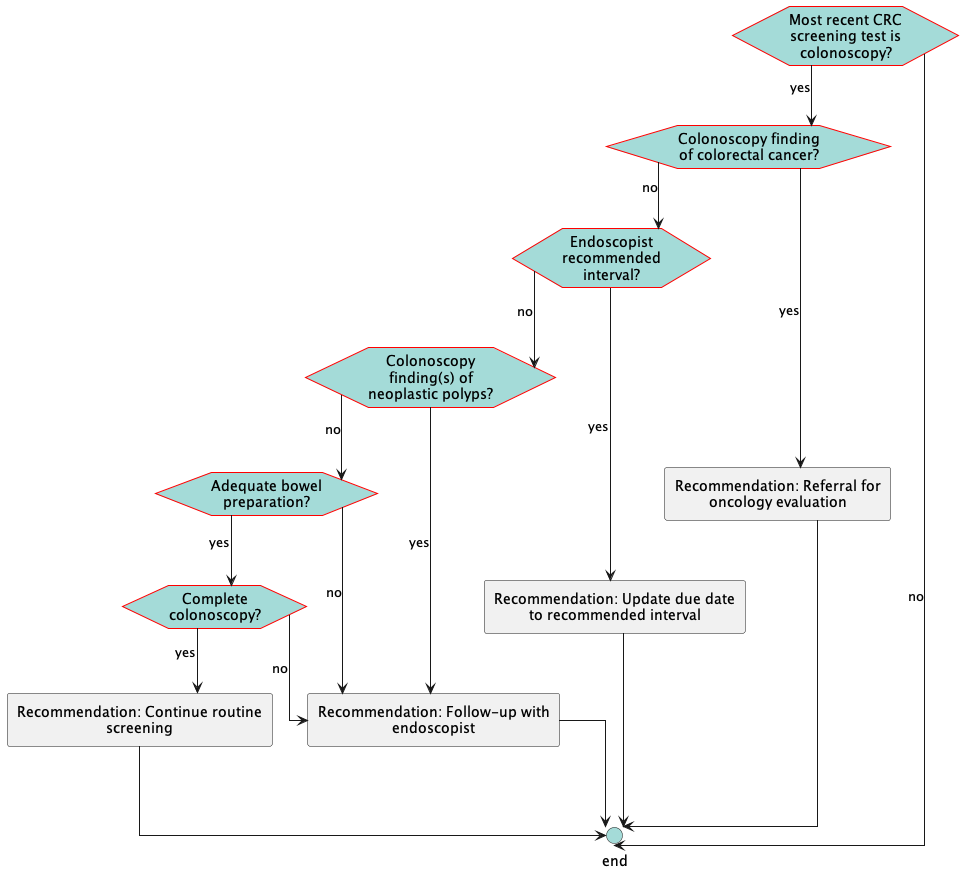 Most recent CRC
screening test is
colonoscopy?
yes
Colonoscopy finding
of colorectal cancer?
no
Endoscopist
recommended
interval?
yes
no
Colonoscopy
finding(s) of
neoplastic polyps?
yes
no
Adequate bowel
preparation?
Recommendation: Referral for
oncology evaluation
yes
yes
no
no
Complete
colonoscopy?
Recommendation: Update due date
to recommended interval
yes
no
Recommendation: Continue routine
screening
Recommendation: Follow-up with
endoscopist
end